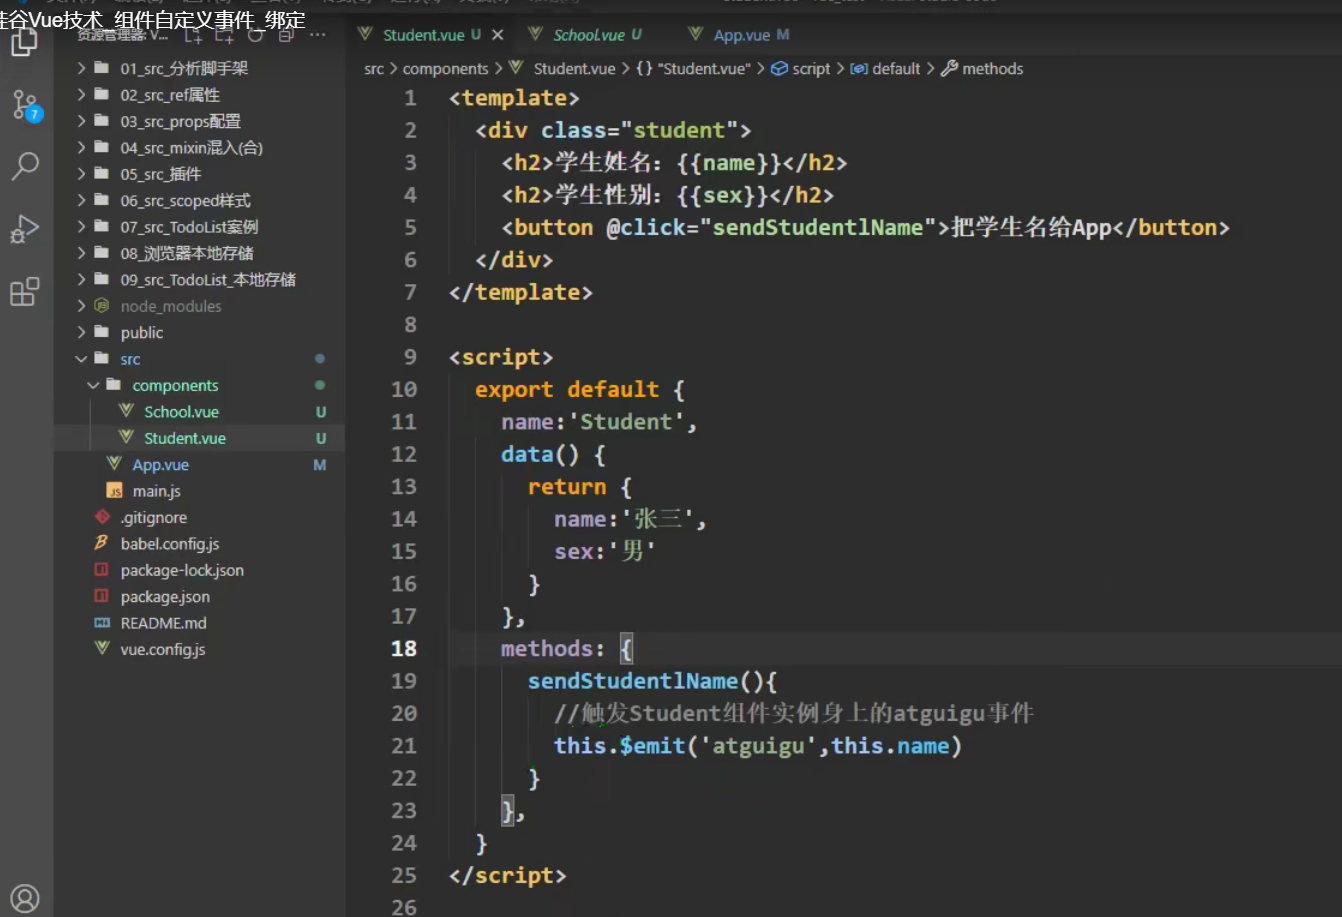 硅谷Vue技术_组件自定义事件_绑定
资源管理器: V...
Student.vue U
School.vue U
App.vue M
src > components > Student.vue > {} "Student.vue" > script > default > methods
7
01_src_分析脚手架
02_src_ref属性
03_src_props配置
04_src_mixin混入(合)
05_src_插件
06_src_scoped样式
07_src_TodoList案例
08_浏览器本地存储
09_src_TodoList_本地存储
node_modules
public
src
components
School.vue U
Student.vue U
App.vue M
main.js
.gitignore
babel.config.js
package-lock.json
package.json
README.md
vue.config.js
1 <template>
2 <div class="student">
3 <h2>学生姓名：{{name}}</h2>
4 <h2>学生性别：{{sex}}</h2>
5 <button @click="sendStudentlName">把学生名给App</button>
6 </div>
7 </template>
8
9 <script>
10 export default {
11 name:'Student',
12 data() {
13 return {
14 name:'张三',
15 sex:'男'
16 }
17 },
18 methods: {
19 sendStudentlName(){
20 //触发Student组件实例身上的atguigu事件
21 this.$emit('atguigu',this.name)
22 }
23 },
24 }
25 </script>
26